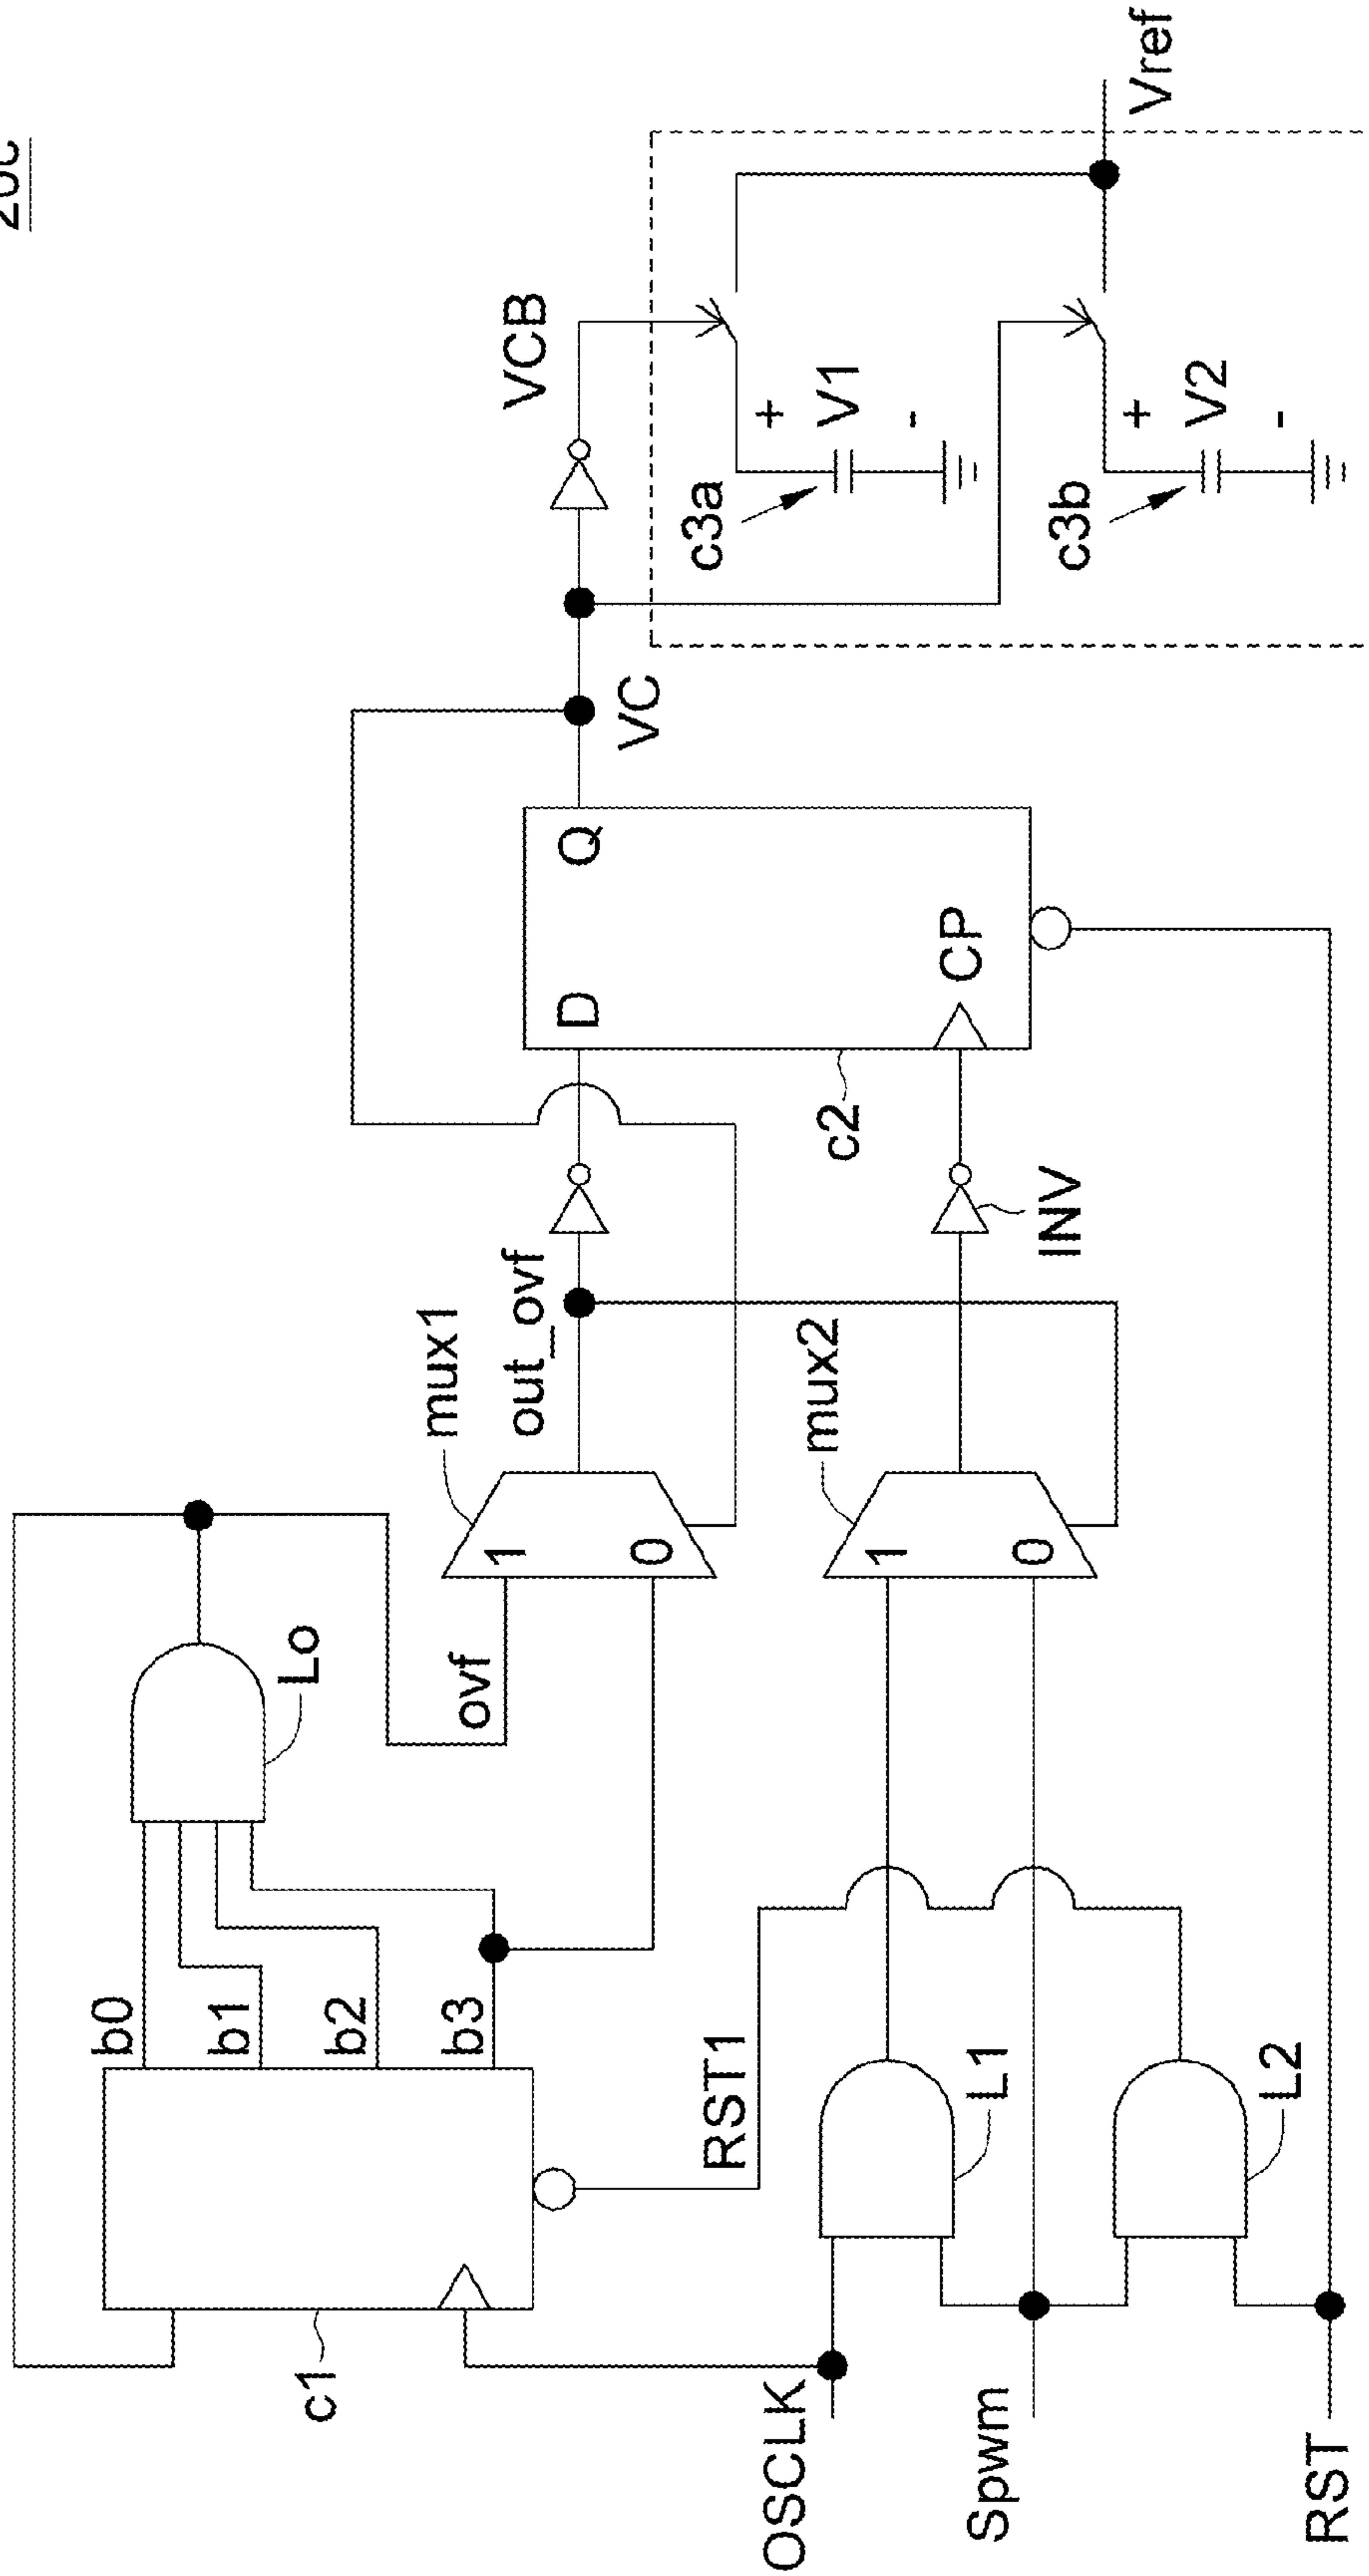 b0
b1
b2
b3
Lo
c1
ovf
mux1
out_ovf
RST1
OSCLK
Spwm
RST
L1
L2
1
0
mux2
1
0
INV
D
Q
CP
c2
VC
VCB
c3a
+
V1
-
c3b
+
V2
-
Vref